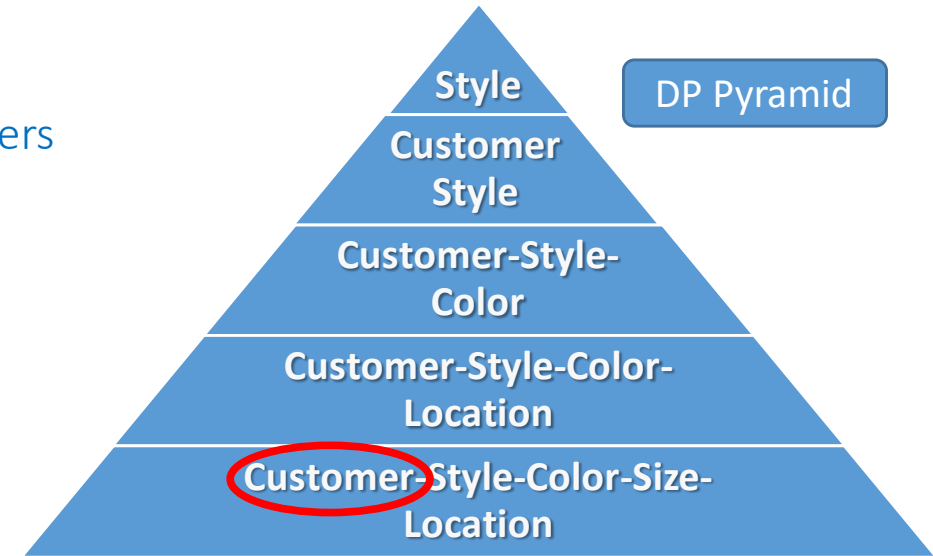 Style
DP Pyramid
ers
Customer
Style
Customer-Style-
Color
Customer-Style-Color-
Location
Customer-Style-Color-Size-
Location